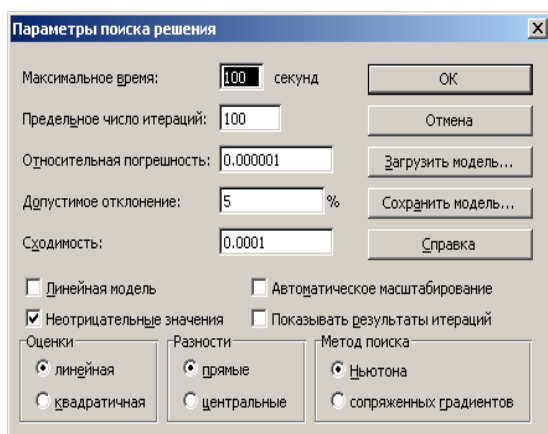 Параметры поиска решения
Максимальное время: 100 секунд ОК
Предельное число итераций: 100 Отмена
Относительная погрешность: 0.000001 Загрузить модель...
Допустимое отклонение: 5 % Сохранить модель...
Сходимость: 0.0001 Справка
Линейная модель Автоматическое масштабирование
Неотрицательные значения Показывать результаты итераций
Оценки Разности Метод поиска
линейная прямые Ньютона
квадратичная центральные сопряженных градиентов